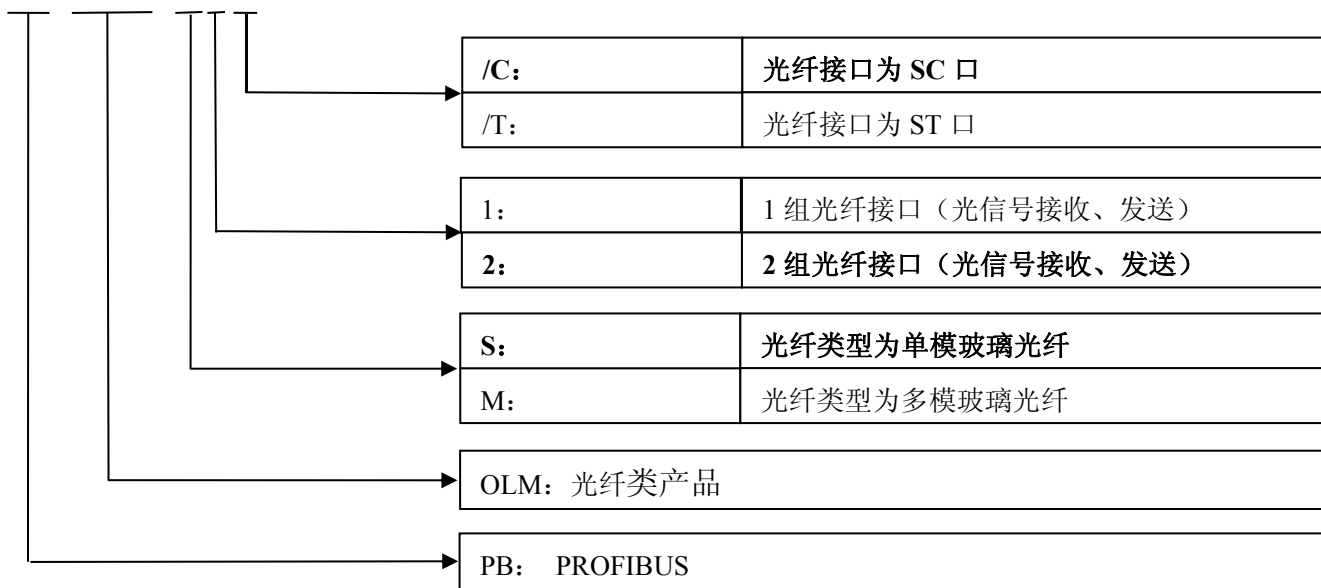 /C： 光纤接口为 SC 口
/T： 光纤接口为 ST 口
1： 1 组光纤接口（光信号接收、发送）
2： 2 组光纤接口（光信号接收、发送）
S： 光纤类型为单模玻璃光纤
M： 光纤类型为多模玻璃光纤
OLM：光纤类产品
PB： PROFIBUS